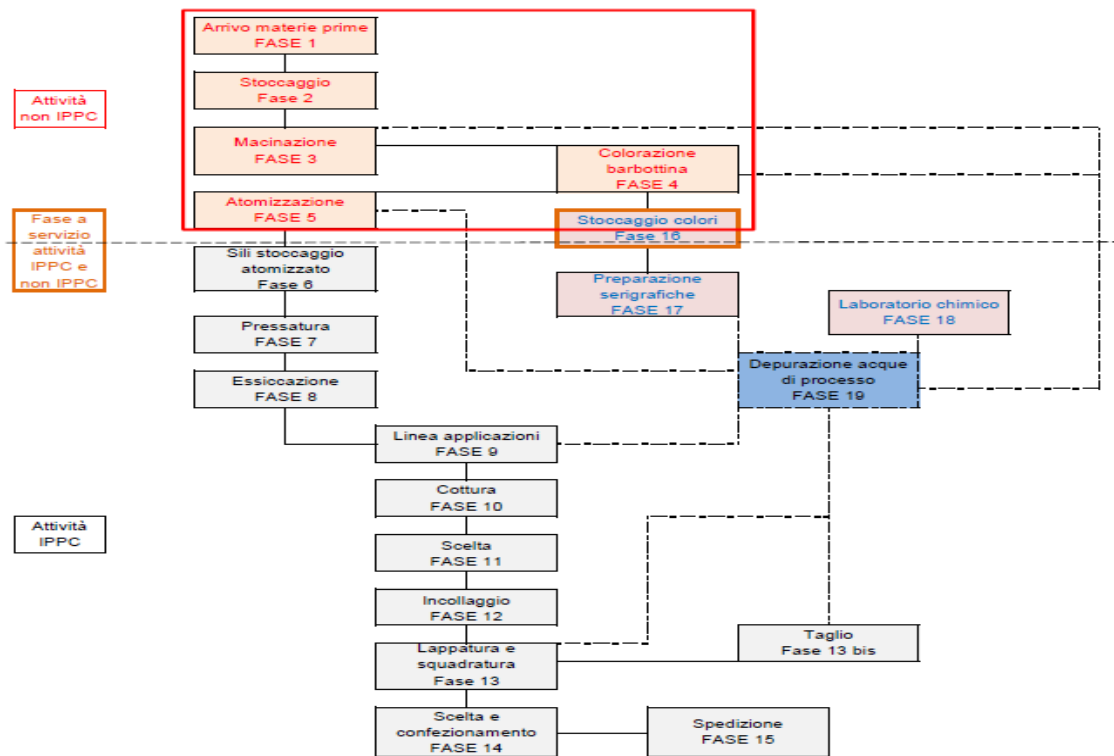 Arrivo materie prime
FASE 1
Stoccaggio
Fase 2
Attività
non IPPC
Macinazione
FASE 3
Colorazione
barbottina
FASE 4
Atomizzazione
FASE 5
Fase a
servizio
attività
IPPC e
non IPPC
Stoccaggio colori
Fase 16
Sili stoccaggio
atomizzato
Fase 6
Preparazione
serigrafiche
FASE 17
Laboratorio chimico
FASE 18
Pressatura
FASE 7
Depurazione acque
di processo
FASE 19
Essiccazione
FASE 8
Linea applicazioni
FASE 9
Cottura
FASE 10
Attività
IPPC
Scelta
FASE 11
Incollaggio
FASE 12
Lappatura e
squadratura
Fase 13
Taglio
Fase 13 bis
Scelta e
confezionamento
FASE 14
Spedizione
FASE 15